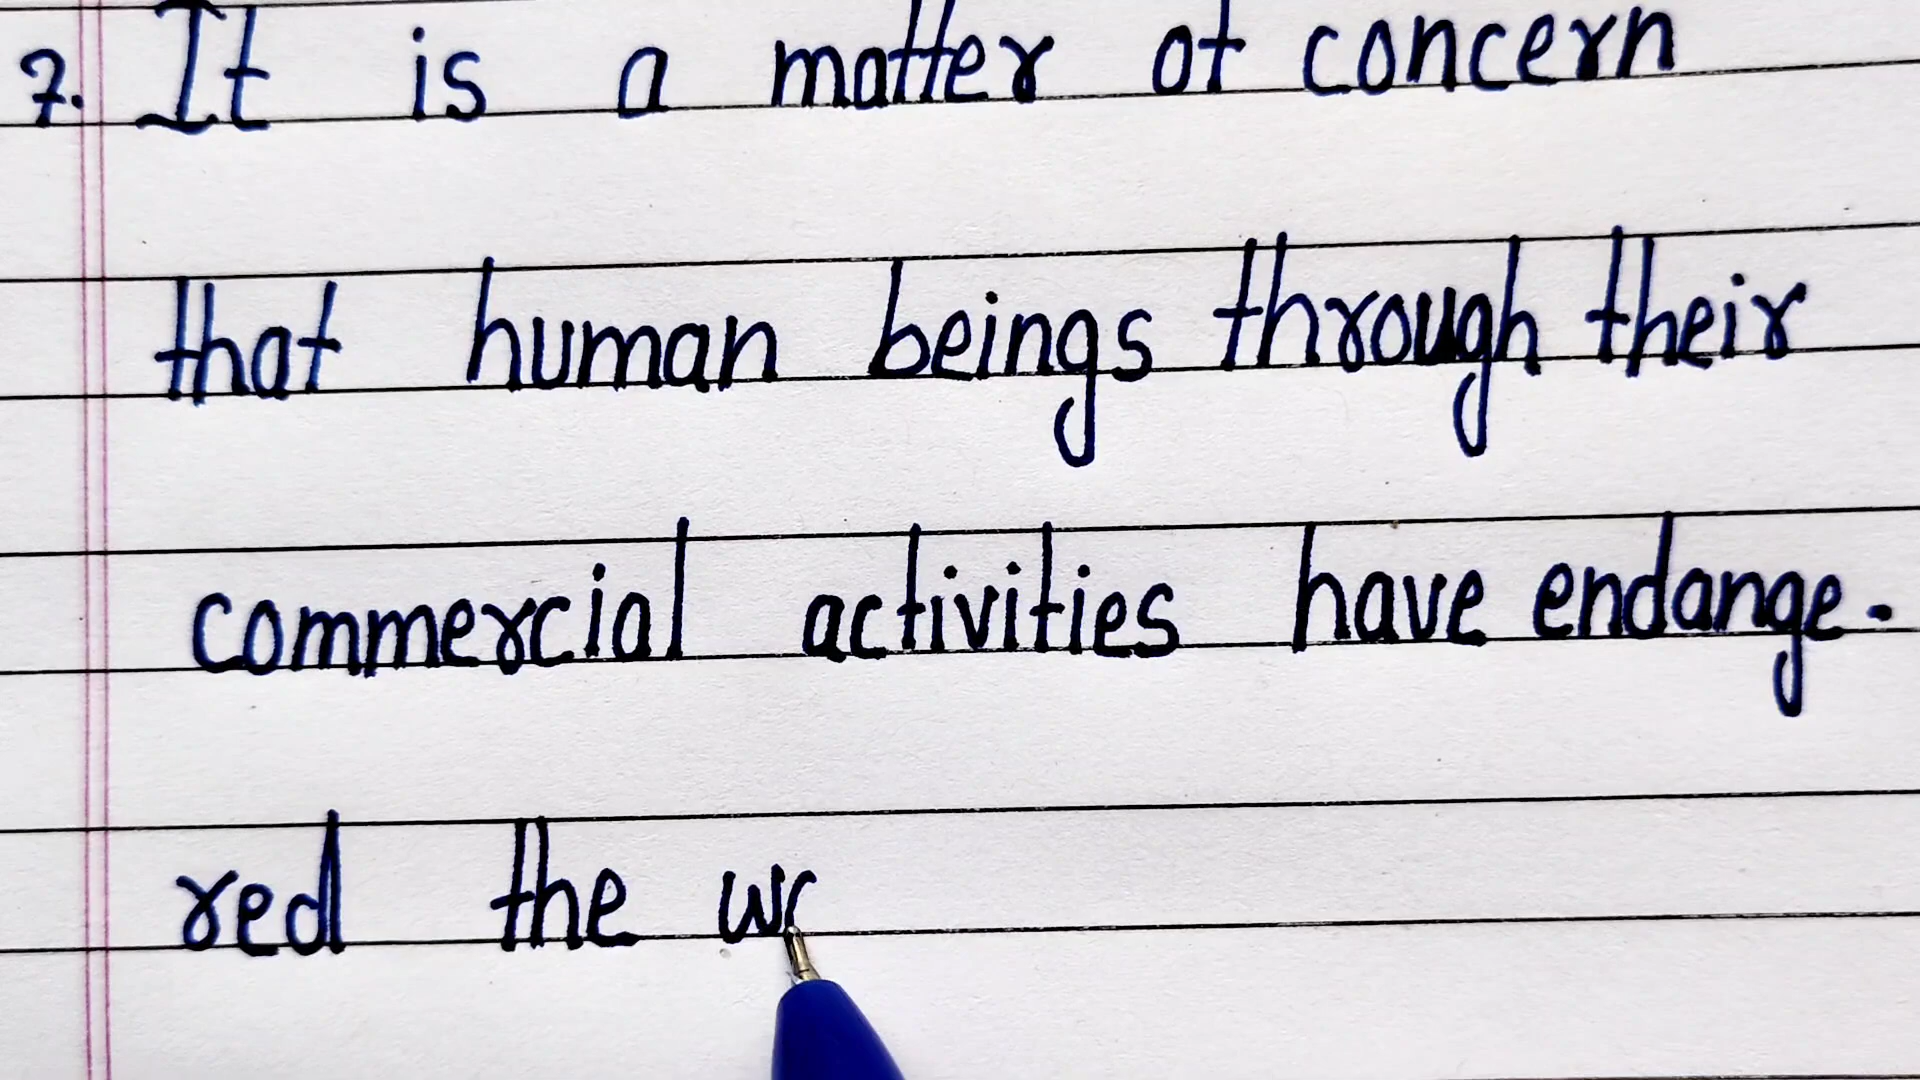 7. It is a matter of concern
that human beings through their
commercial activities have endange-
red the